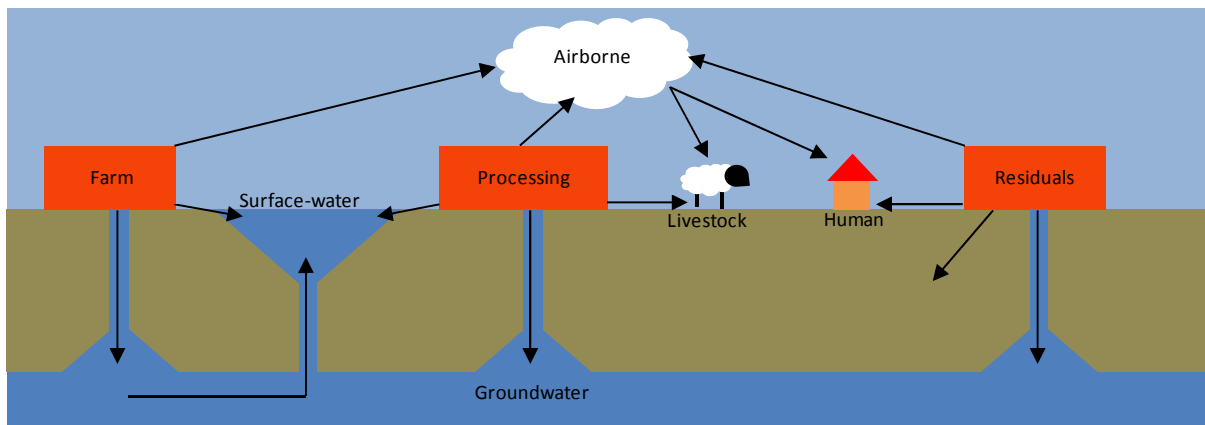 Airborne
Farm
Processing
Residuals
Surface-water
Livestock
Human
Groundwater